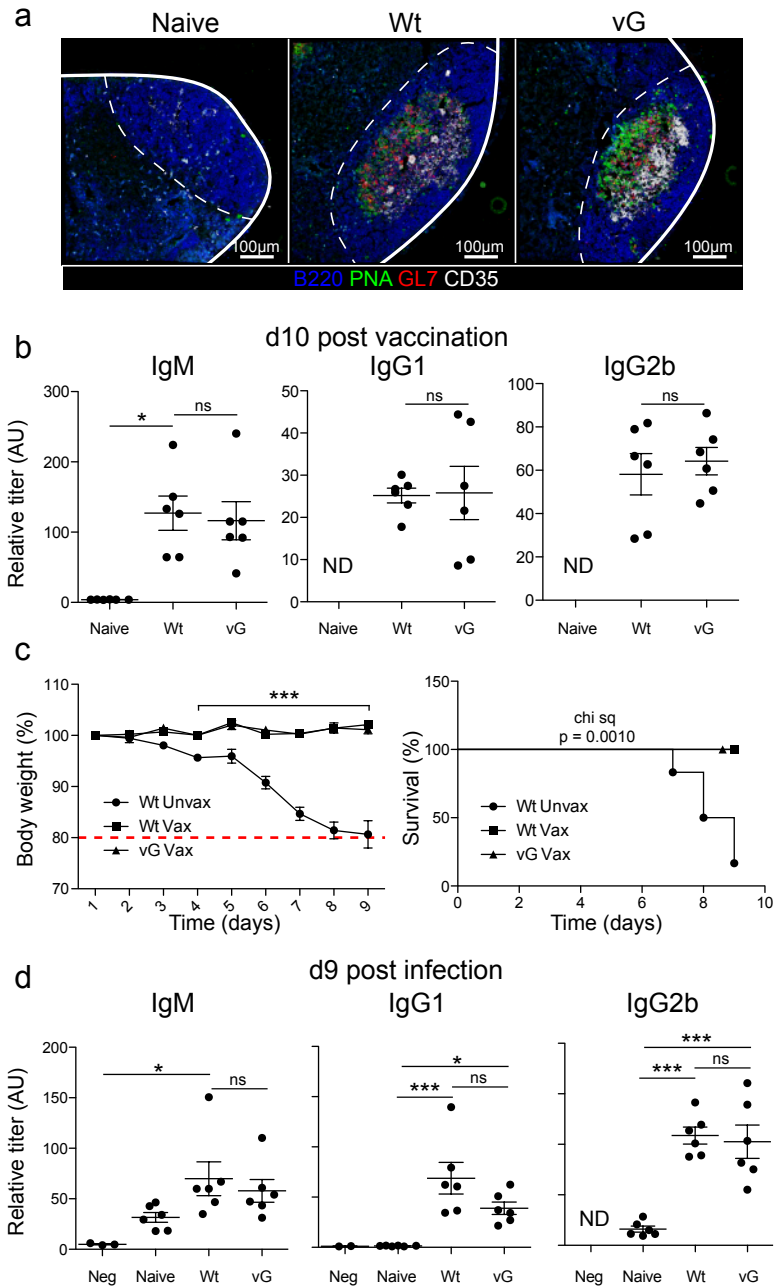 a
Naive Wt vG
100µm 100µm 100µm
B220 PNA GL7 CD35
b
d10 post vaccination
IgM IgG1 IgG2b
Relative titer (AU)
300
200
100
0
* ns
Naive Wt vG
50
40
30
20
10
0
ns
ND
Naive Wt vG
100
80
60
40
20
0
ns
ND
Naive Wt vG
c
Body weight (%)
110
100
90
80
70
***
Wt Unvax
Wt Vax
vG Vax
1 2 3 4 5 6 7 8 9
Time (days)
Survival (%)
150
100
50
0
chi sq
p = 0.0010
Wt Unvax
Wt Vax
vG Vax
0 2 4 6 8 10
Time (days)
d
d9 post infection
IgM IgG1 IgG2b
Relative titer (AU)
200
150
100
50
0
*
ns
Neg Naive Wt vG
*
*** ns
Neg Naive Wt vG
***
*** ns
ND
Neg Naive Wt vG